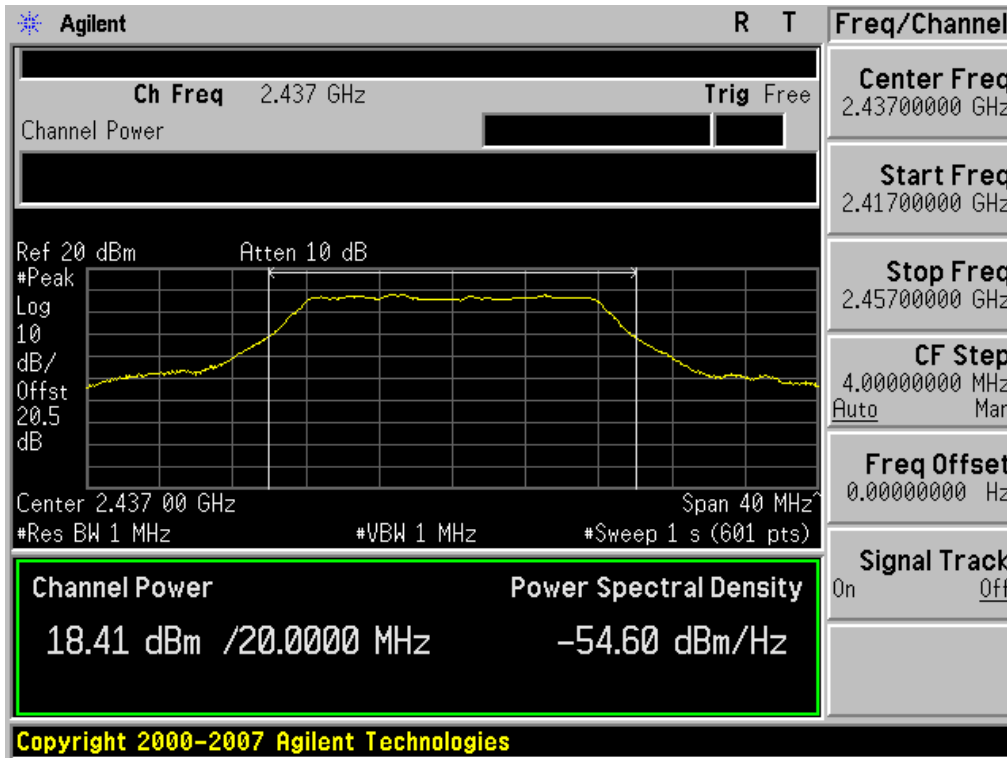 Agilent R T
Freq/Channel
Ch Freq 2.437 GHz Trig Free
Channel Power
Ref 20 dBm Atten 10 dB
#Peak
Log
10
dB/
Offst
20.5
dB
Center 2.437 00 GHz Span 40 MHz^
#Res BW 1 MHz #VBW 1 MHz #Sweep 1 s (601 pts)
Channel Power Power Spectral Density
18.41 dBm /20.0000 MHz -54.60 dBm/Hz
Center Freq
2.43700000 GHz
Start Freq
2.41700000 GHz
Stop Freq
2.45700000 GHz
CF Step
4.00000000 MHz
Auto Man
Freq Offset
0.00000000 Hz
Signal Track
On Off
Copyright 2000-2007 Agilent Technologies